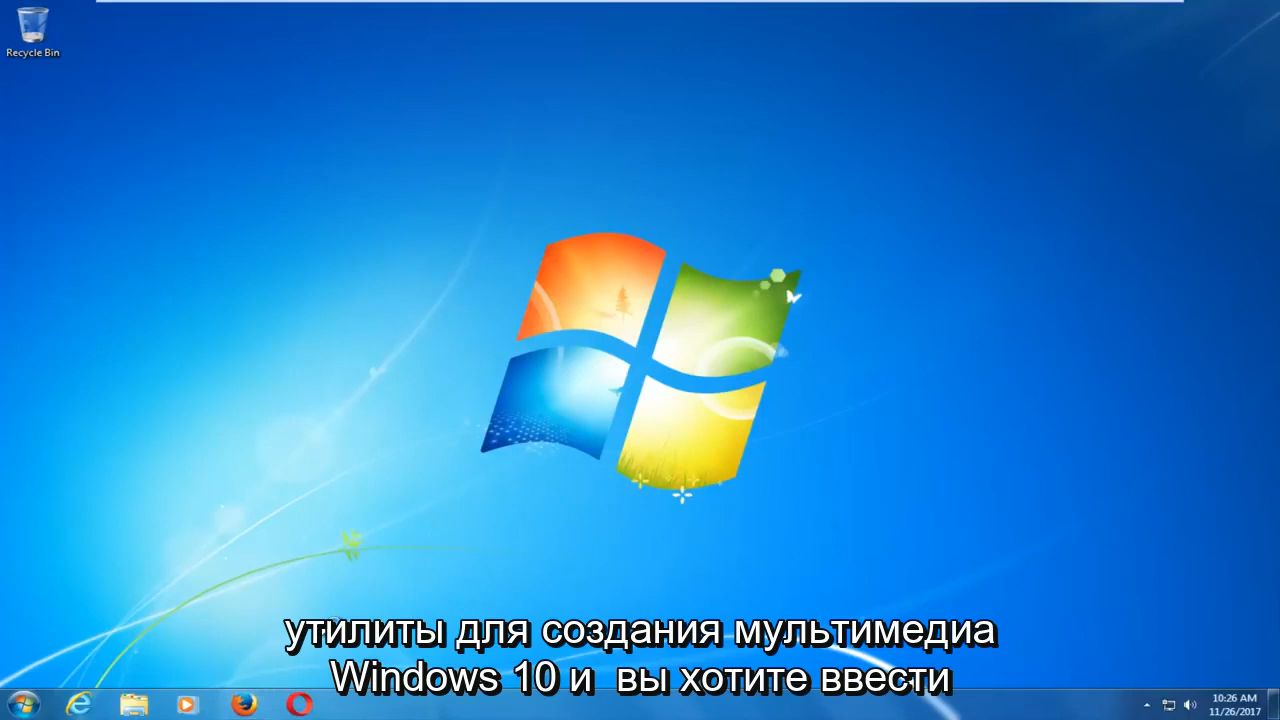 Recycle Bin
утилиты для создания мультимедиа
Windows 10 и вы хотите ввести
10:26 AM
11/26/2017